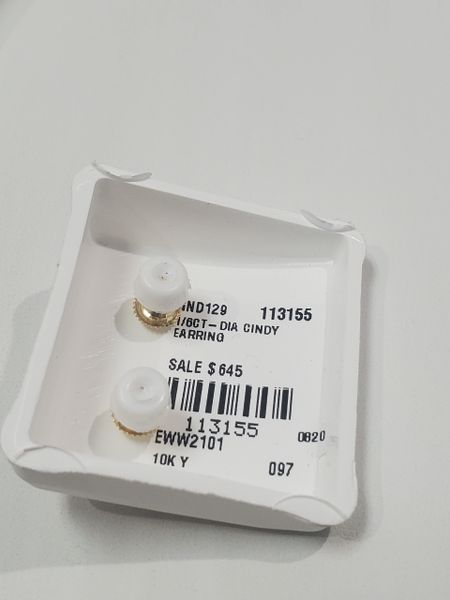 ND129 113155
1/6CT-DIA CINDY
EARRING
SALE $645
113155
EWW2101 0820
10K Y 097